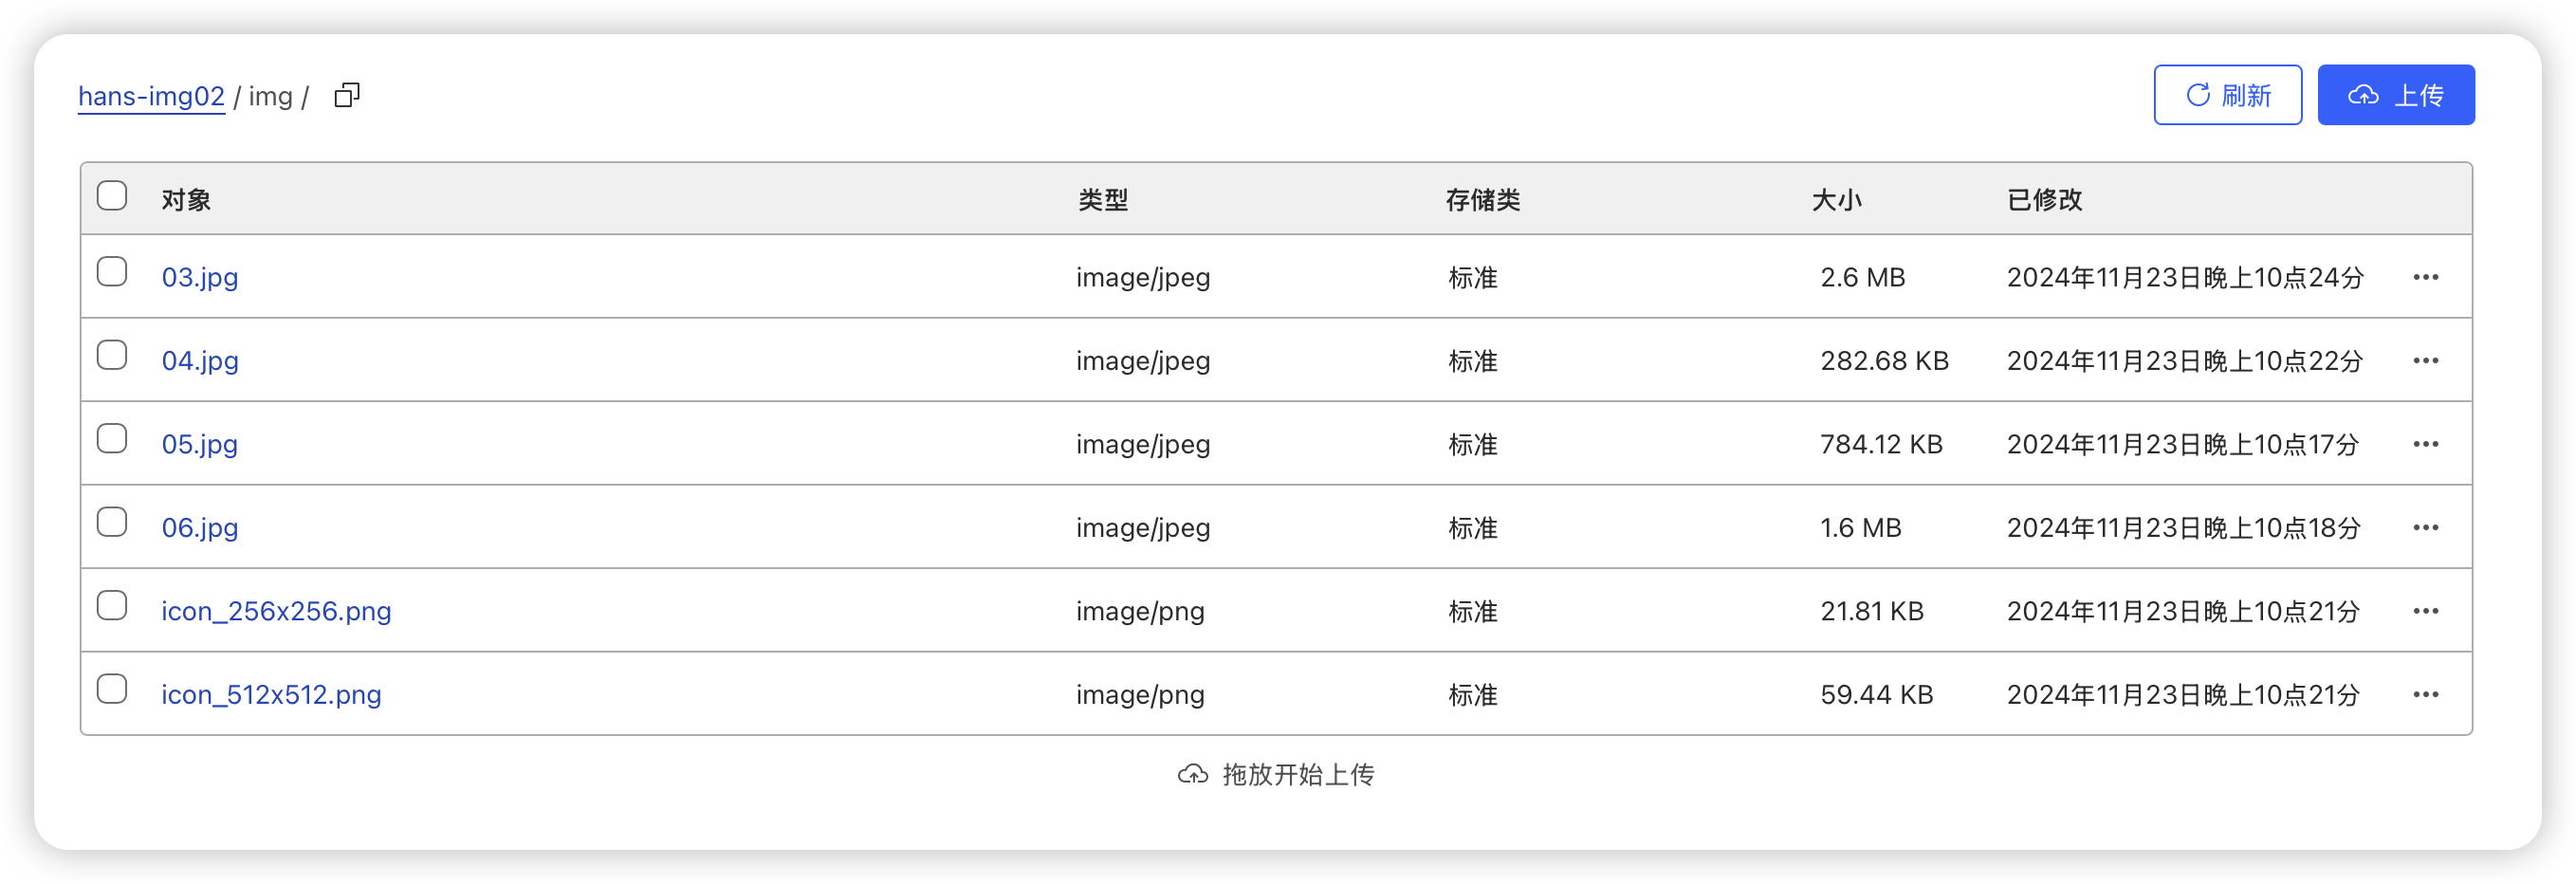 hans-img02 / img /
刷新
上传
对象 类型 存储类 大小 已修改
03.jpg image/jpeg 标准 2.6 MB 2024年11月23日晚上10点24分
04.jpg image/jpeg 标准 282.68 KB 2024年11月23日晚上10点22分
05.jpg image/jpeg 标准 784.12 KB 2024年11月23日晚上10点17分
06.jpg image/jpeg 标准 1.6 MB 2024年11月23日晚上10点18分
icon_256x256.png image/png 标准 21.81 KB 2024年11月23日晚上10点21分
icon_512x512.png image/png 标准 59.44 KB 2024年11月23日晚上10点21分
拖放开始上传